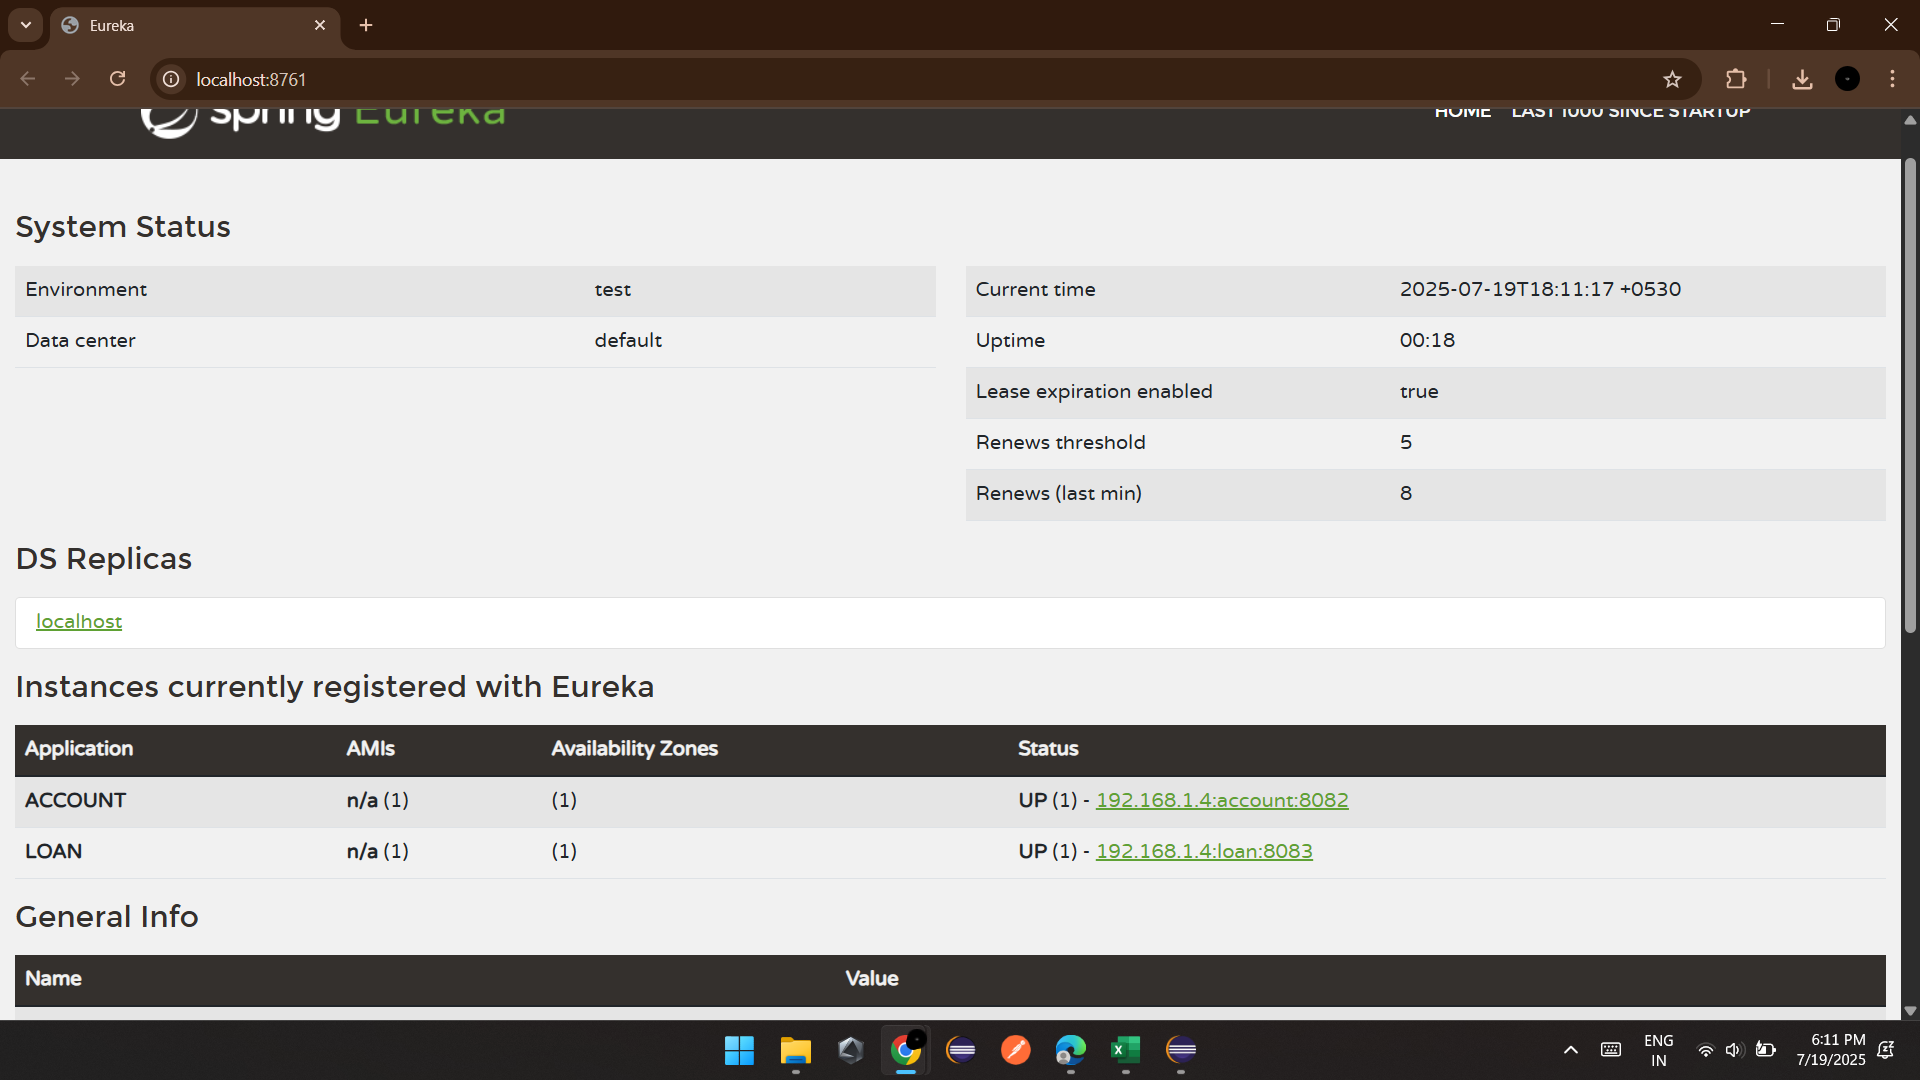 Eureka
localhost:8761
spring Eureka
HOME LAST 1000 SINCE STARTUP
System Status
Environment test
Data center default
Current time 2025-07-19T18:11:17 +0530
Uptime 00:18
Lease expiration enabled true
Renews threshold 5
Renews (last min) 8
DS Replicas
localhost
Instances currently registered with Eureka
Application AMIs Availability Zones Status
ACCOUNT n/a (1) (1) UP (1) - 192.168.1.4:account:8082
LOAN n/a (1) (1) UP (1) - 192.168.1.4:loan:8083
General Info
Name Value
ENG
IN
6:11 PM
7/19/2025